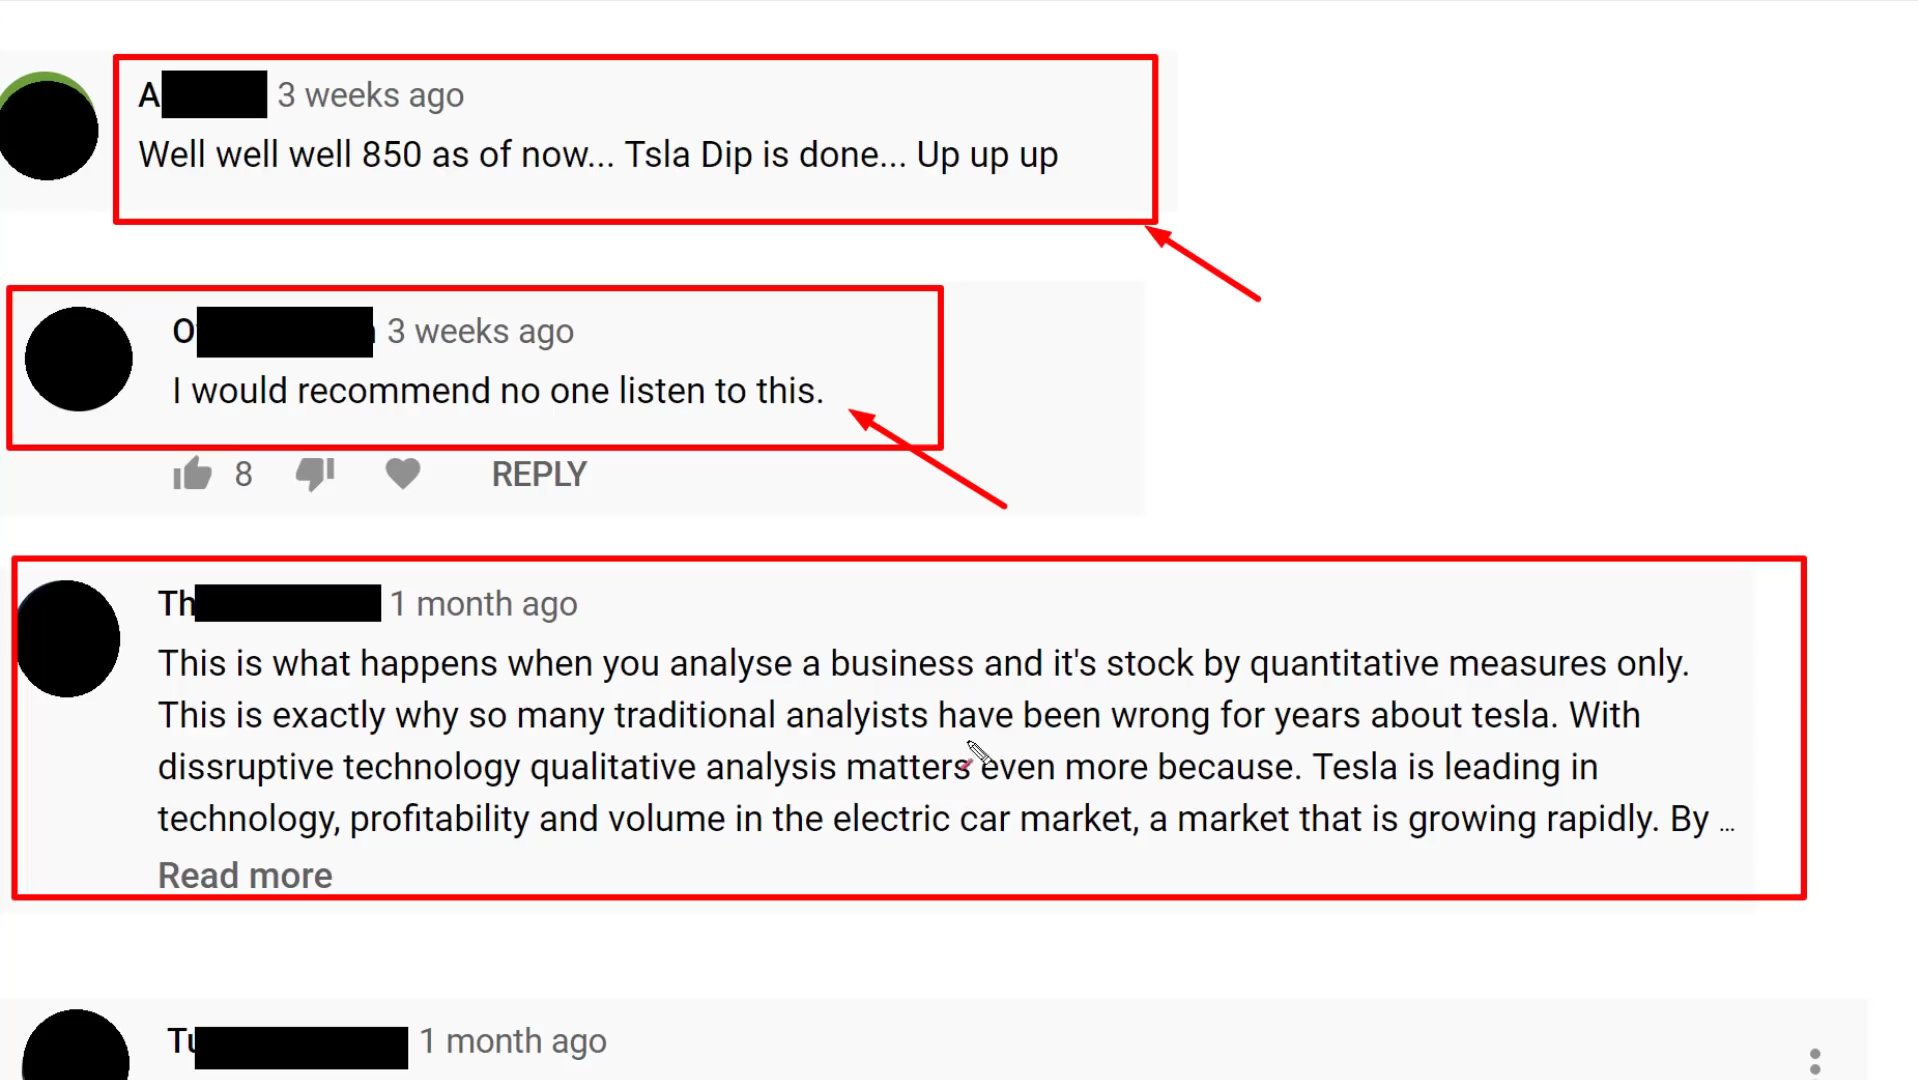 A 3 weeks ago
Well well well 850 as of now... Tsla Dip is done... Up up up
3 weeks ago
I would recommend no one listen to this.
8 REPLY
Th 1 month ago
This is what happens when you analyse a business and it's stock by quantitative measures only.
This is exactly why so many traditional analyists have been wrong for years about tesla. With
dissruptive technology qualitative analysis matters even more because. Tesla is leading in
technology, profitability and volume in the electric car market, a market that is growing rapidly. By ...
Read more
Tu 1 month ago